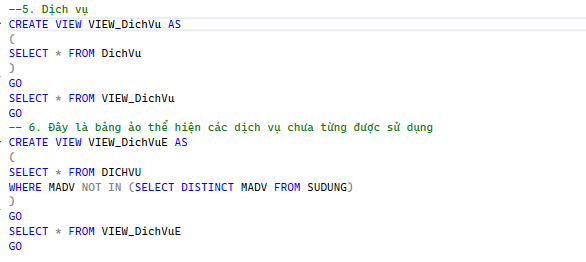 --5. Dịch vụ
CREATE VIEW VIEW_DichVu AS
(
SELECT * FROM DichVu
)
GO
SELECT * FROM VIEW_DichVu
GO
-- 6. Đây là bảng ảo thể hiện các dịch vụ chưa từng được sử dụng
CREATE VIEW VIEW_DichVuE AS
(
SELECT * FROM DICHVU
WHERE MADV NOT IN (SELECT DISTINCT MADV FROM SUDUNG)
)
GO
SELECT * FROM VIEW_DichVuE
GO